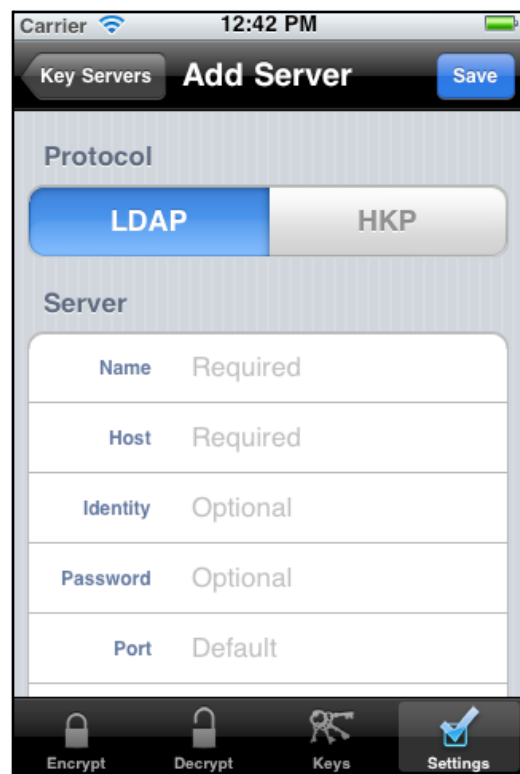 Carrier 12:42 PM
Key Servers Add Server Save
Protocol
LDAP HKP
Server
Name Required
Host Required
Identity Optional
Password Optional
Port Default
Encrypt Decrypt Keys Settings